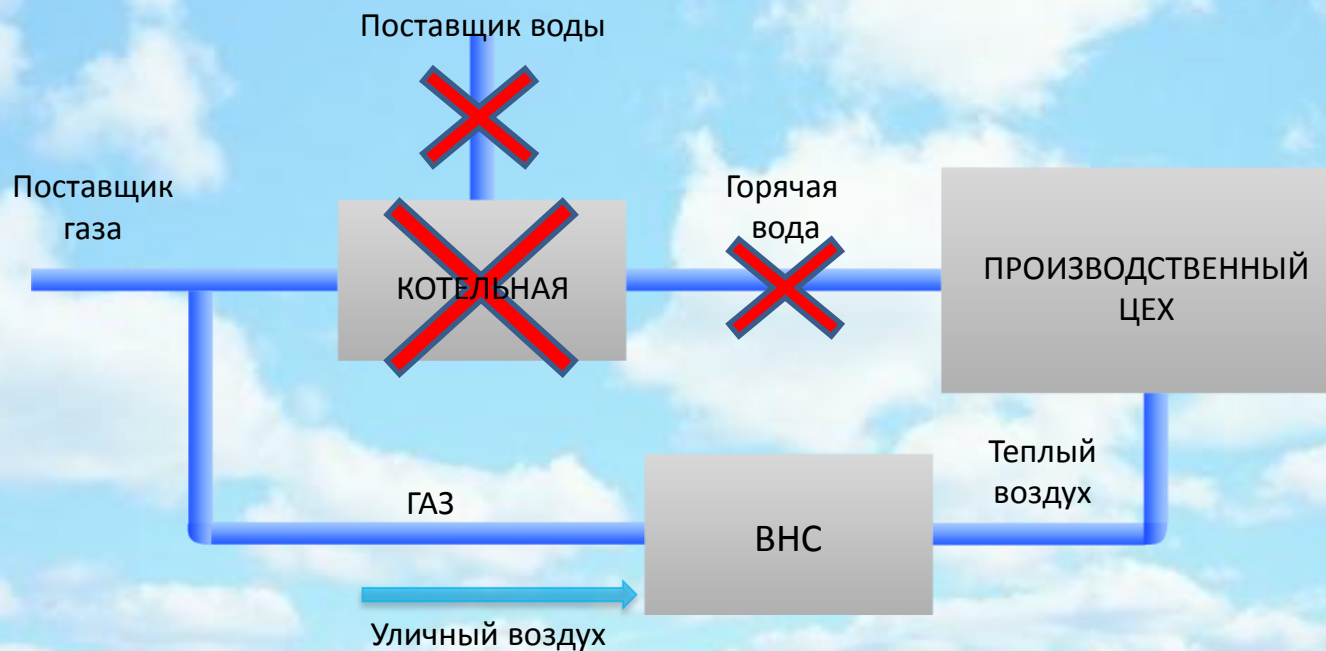 Поставщик воды
Поставщик
газа
КОТЕЛЬНАЯ
Горячая
вода
ПРОИЗВОДСТВЕННЫЙ
ЦЕХ
ГАЗ
ВНС
Теплый
воздух
Уличный воздух